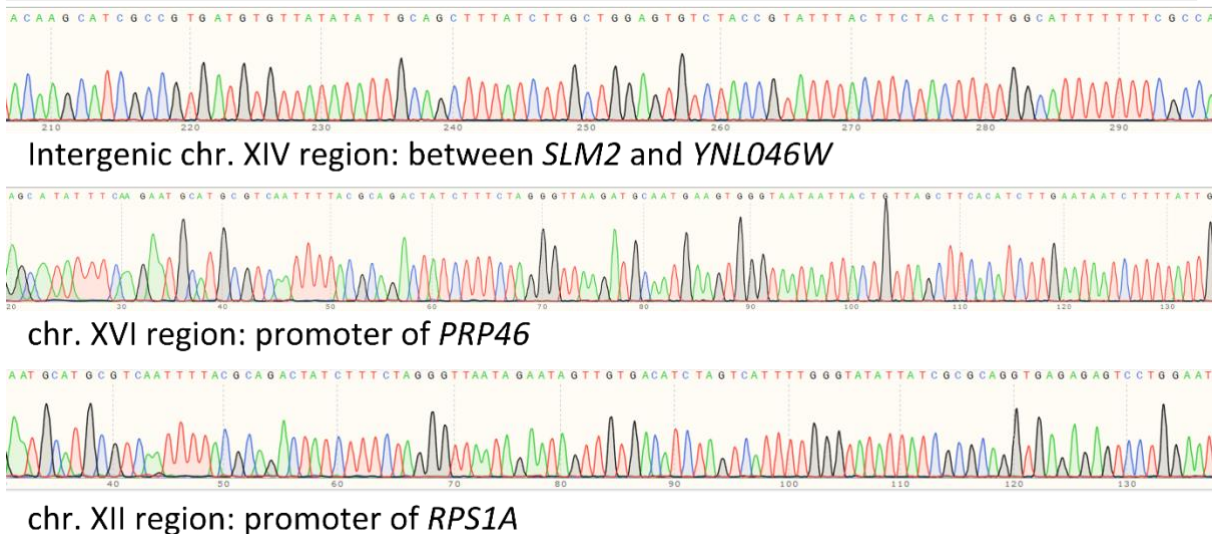 ACAAGCATCGCCGTGATGTGTTATATATTGCAGCTTTATCTTGCTGGAGTGTCTACCGTATTTACTTCTACTTTTGGCATTTTTTTCGCCA
210 220 230 240 250 260 270 280 290
Intergenic chr. XIV region: between SLM2 and YNL046W
AGCATATTTCAAGAATGCATGCGTCAATTTTACGCAGACTATCTTTCTAGGGTTAAGATGCAATGAAGTGGGTAATAATTACTGTTAGCTTCACATCTTGAATAATCTTTTATTG
20 30 40 50 60 70 80 90 100 110 120 130
chr. XVI region: promoter of PRP46
AATGCATGCGTCAATTTTACGCAGACTATCTTTCTAGGGTTAATAGAATAGTTGTGACATCTAGTCATTTTGGGTATATTATCGCGCAGGTGAGAGAGTCCTGGAAT
40 50 60 70 80 90 100 110 120 130
chr. XII region: promoter of RPS1A